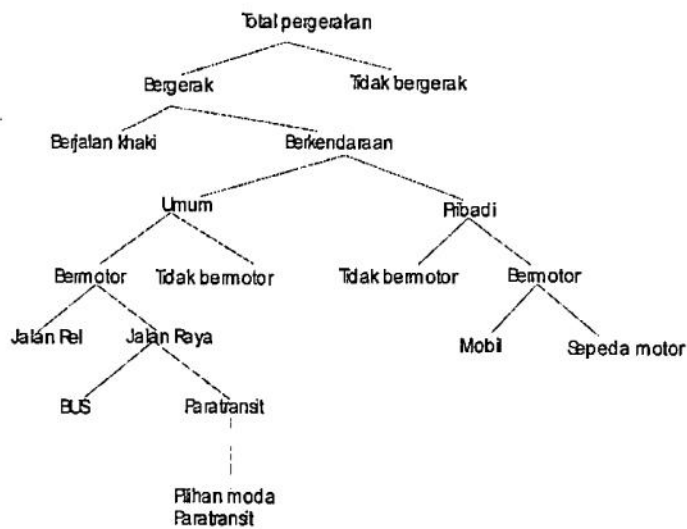 Total pergerakan
Bergerak
Tidak bergerak
Berjalan khaki
Berkendaraan
Umum
Pribadi
Bermotor
Tidak bermotor
Tidak bermotor
Bermotor
Jalan Rel
Jalan Raya
Mobil
Sepeda motor
BUS
Paratransit
Pilihan moda
Paratransit